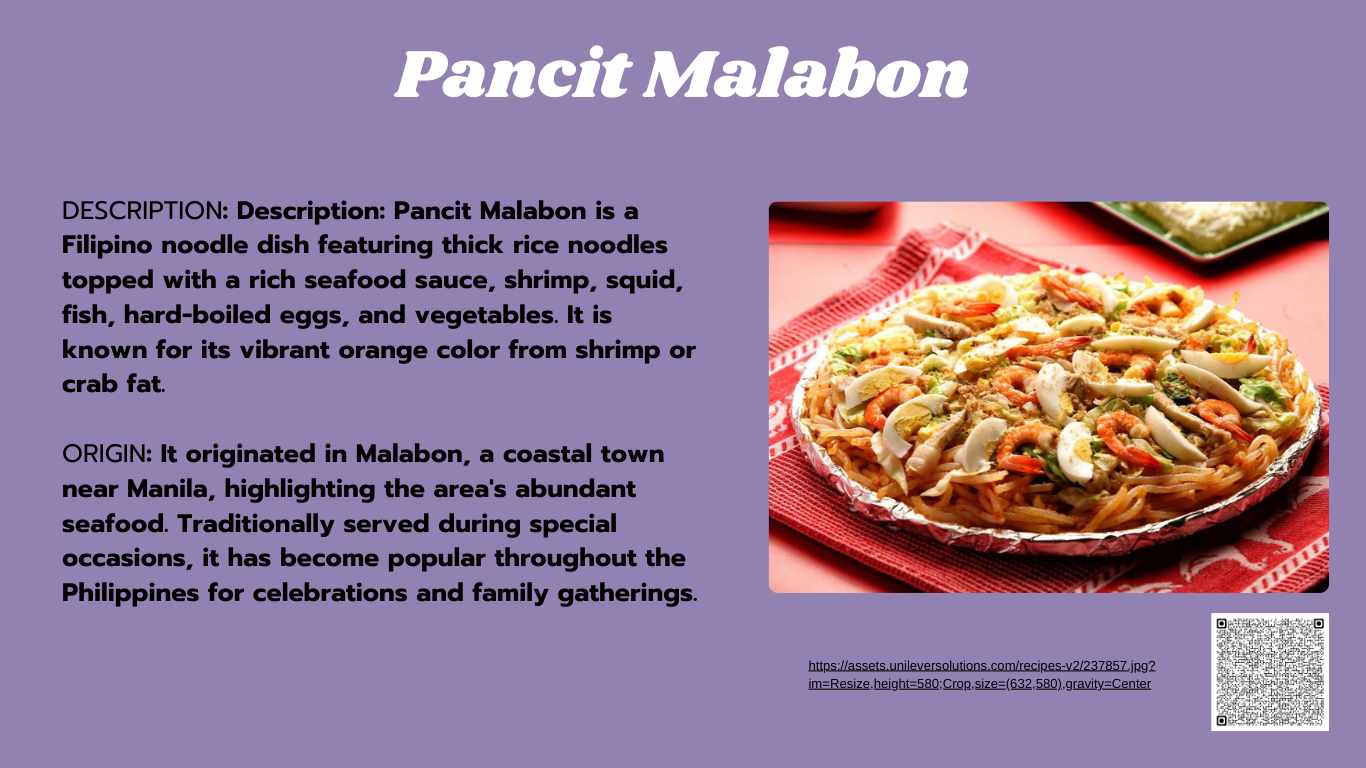 Pancit Malabon
DESCRIPTION: Description: Pancit Malabon is a
Filipino noodle dish featuring thick rice noodles
topped with a rich seafood sauce, shrimp, squid,
fish, hard-boiled eggs, and vegetables. It is
known for its vibrant orange color from shrimp or
crab fat.
ORIGIN: It originated in Malabon, a coastal town
near Manila, highlighting the area's abundant
seafood. Traditionally served during special
occasions, it has become popular throughout the
Philippines for celebrations and family gatherings.
https://assets.unileversolutions.com/recipes-v2/237857.jpg?
im=Resize,height=580;Crop,size=(632,580),gravity=Center